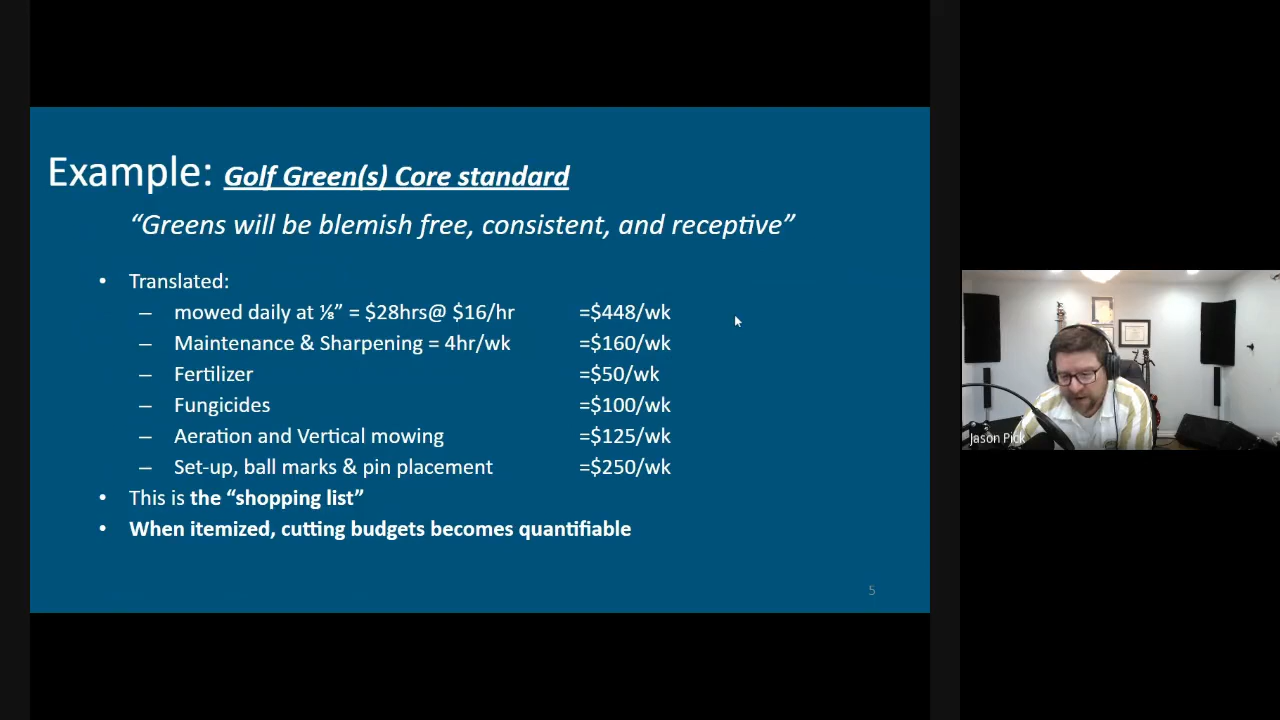 Example: Golf Green(s) Core standard
“Greens will be blemish free, consistent, and receptive”
• Translated:
– mowed daily at ⅛” = $28hrs@ $16/hr =$448/wk
– Maintenance & Sharpening = 4hr/wk =$160/wk
– Fertilizer =$50/wk
– Fungicides =$100/wk
– Aeration and Vertical mowing =$125/wk
– Set-up, ball marks & pin placement =$250/wk
• This is the “shopping list”
• When itemized, cutting budgets becomes quantifiable
5
Jason Pick